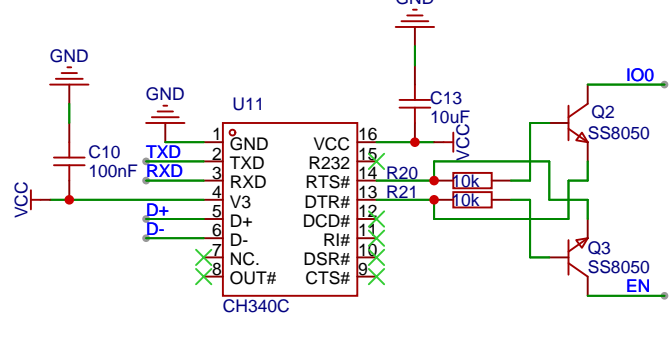 GND
GND
GND
U11
C13
10uF
VCC
C10
100nF
VCC
TXD
RXD
D+
D-
1
2
3
4
5
6
7
8
GND
TXD
RXD
V3
D+
D-
NC.
OUT#
VCC
R232
RTS#
DTR#
DCD#
RI#
DSR#
CTS#
16
15
14
13
12
11
10
9
CH340C
R20
10k
R21
10k
IO0
Q2
SS8050
Q3
SS8050
EN